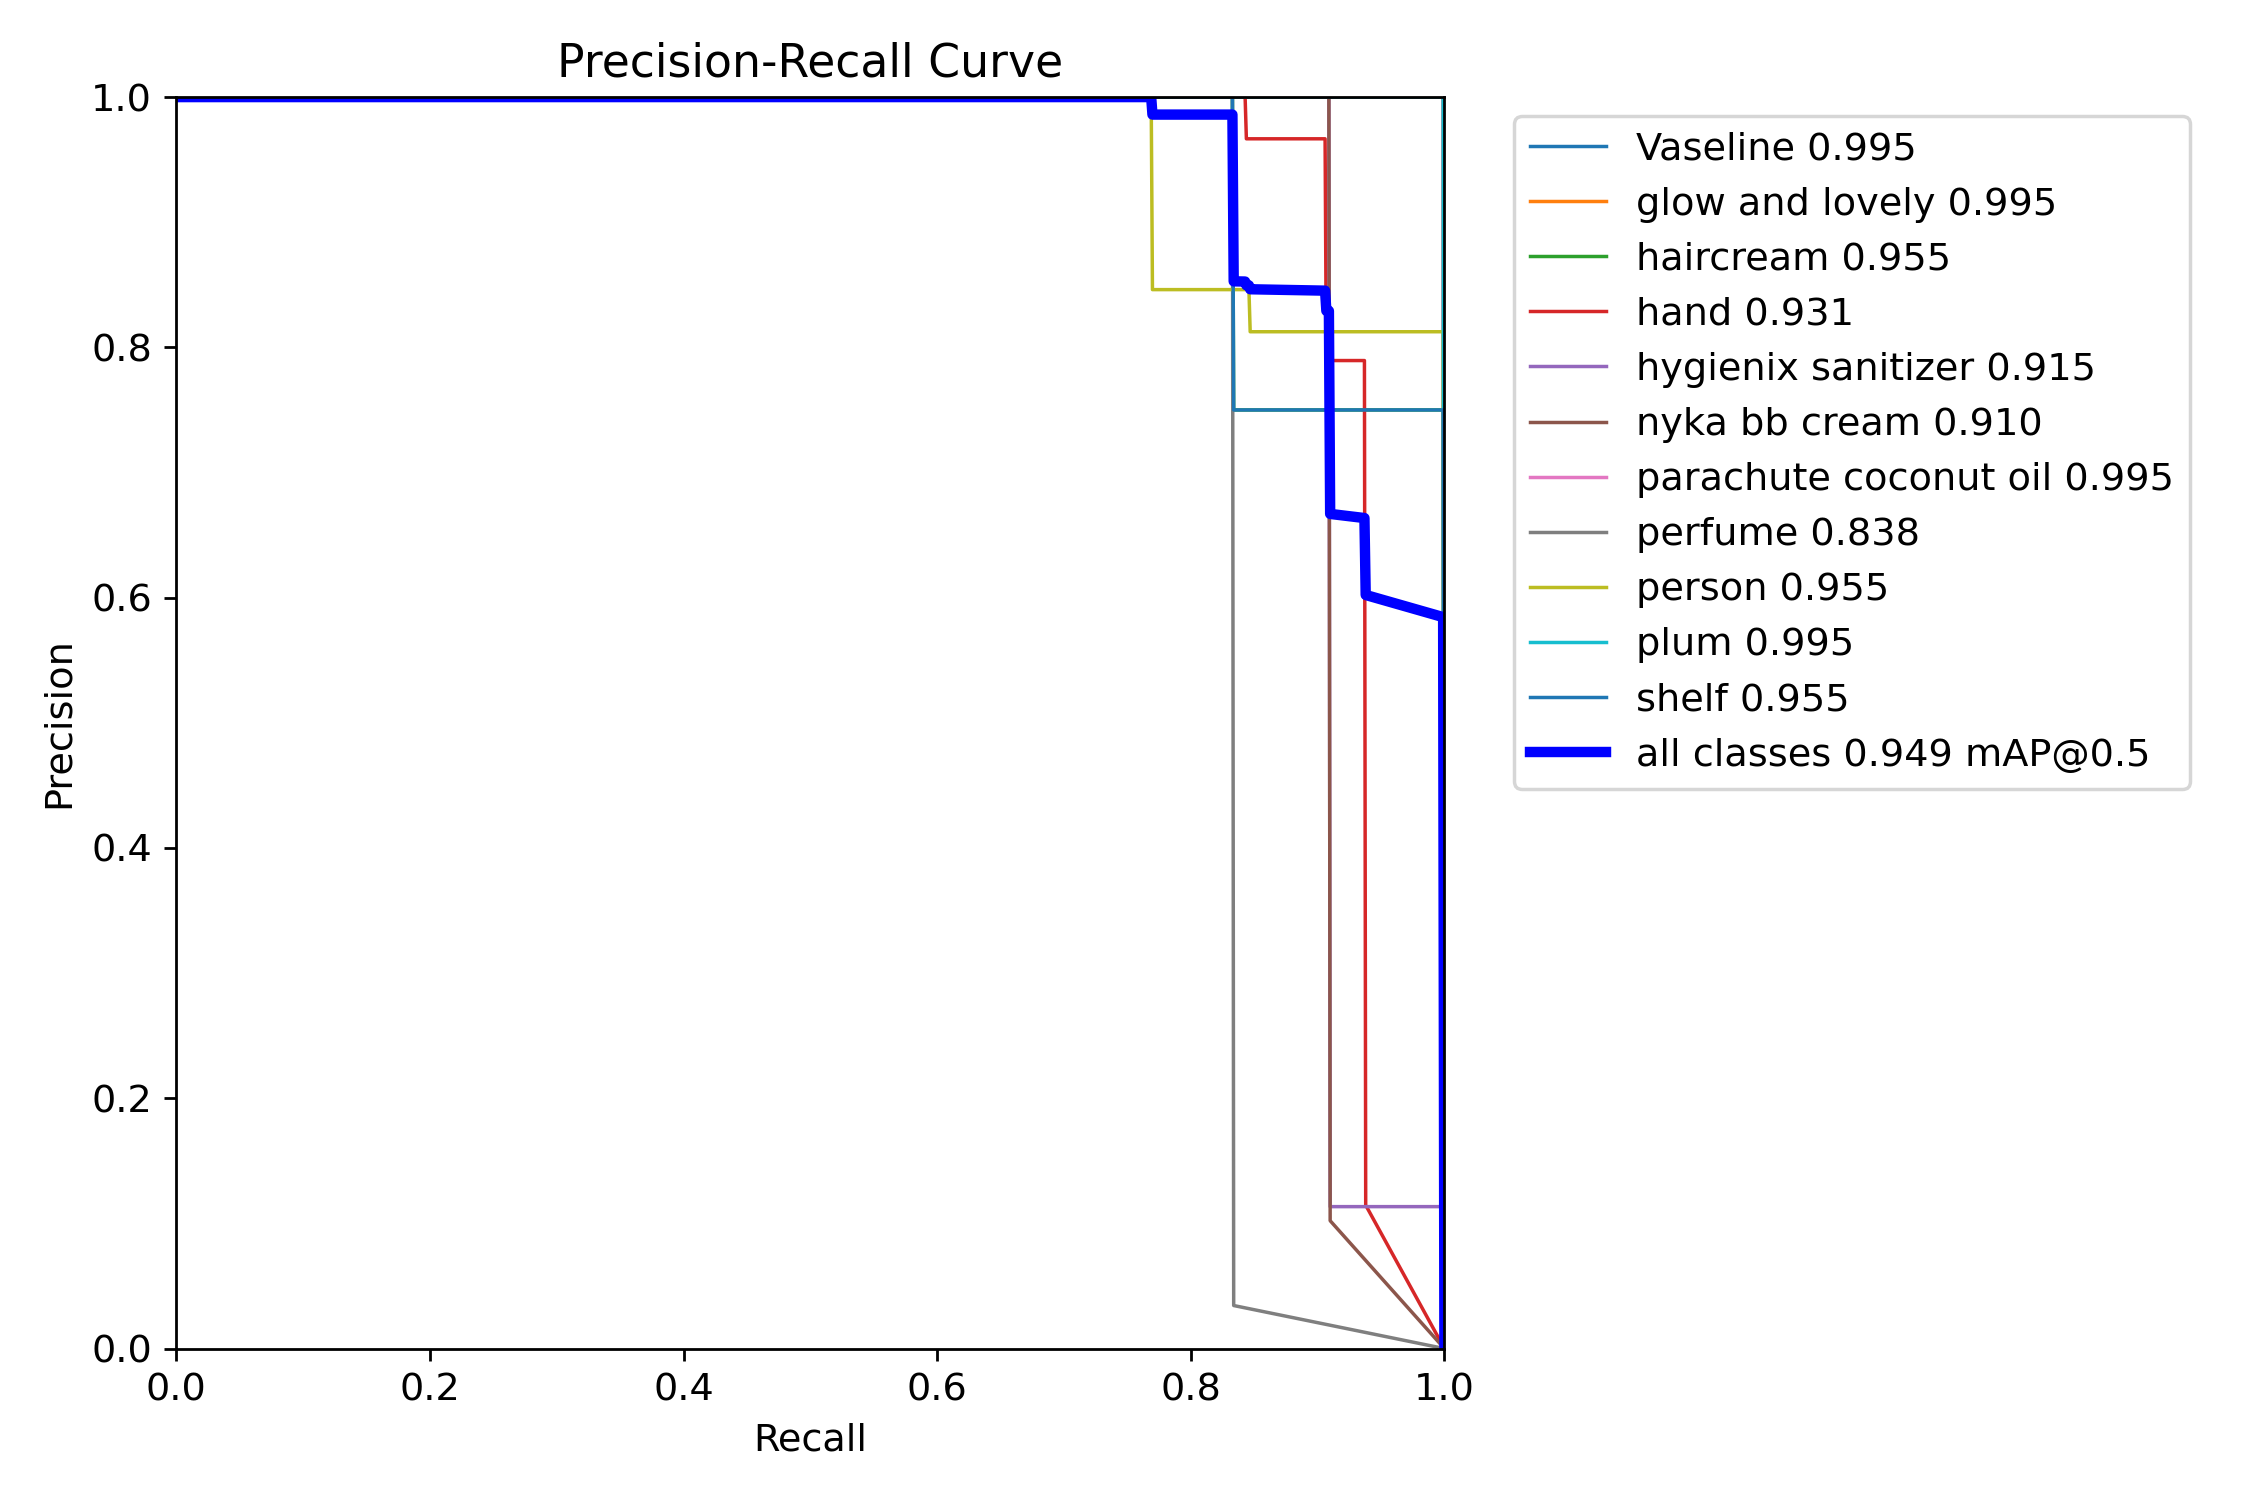 Precision-Recall Curve
1.0
0.8
0.6
0.4
0.2
0.0
Precision
0.0 0.2 0.4 0.6 0.8 1.0
Recall
Vaseline 0.995
glow and lovely 0.995
haircream 0.955
hand 0.931
hygienix sanitizer 0.915
nyka bb cream 0.910
parachute coconut oil 0.995
perfume 0.838
person 0.955
plum 0.995
shelf 0.955
all classes 0.949 mAP@0.5